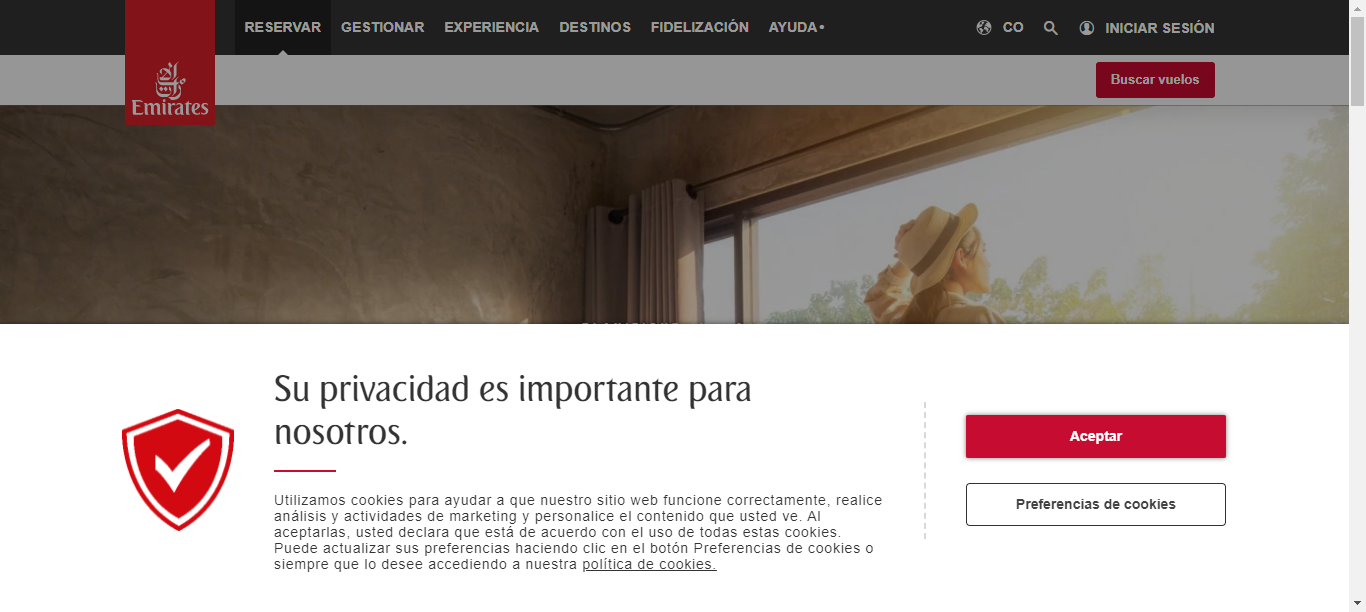 RESERVAR GESTIONAR EXPERIENCIA DESTINOS FIDELIZACIÓN AYUDA• CO INICIAR SESIÓN
Buscar vuelos
Emirates
Su privacidad es importante para
nosotros.
Utilizamos cookies para ayudar a que nuestro sitio web funcione correctamente, realice
análisis y actividades de marketing y personalice el contenido que usted ve. Al
aceptarlas, usted declara que está de acuerdo con el uso de todas estas cookies.
Puede actualizar sus preferencias haciendo clic en el botón Preferencias de cookies o
siempre que lo desee accediendo a nuestra política de cookies.
Aceptar
Preferencias de cookies